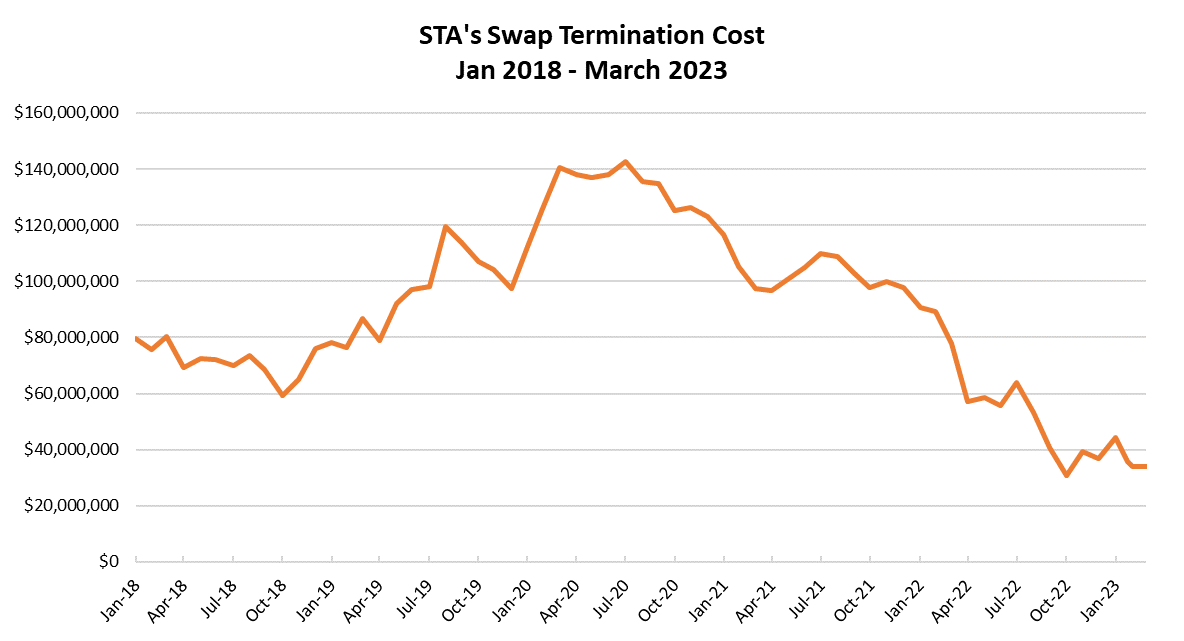 STA's Swap Termination Cost
Jan 2018 - March 2023
$160,000,000
$140,000,000
$120,000,000
$100,000,000
$80,000,000
$60,000,000
$40,000,000
$20,000,000
$0
Jan-18
Apr-18
Jul-18
Oct-18
Jan-19
Apr-19
Jul-19
Oct-19
Jan-20
Apr-20
Jul-20
Oct-20
Jan-21
Apr-21
Jul-21
Oct-21
Jan-22
Apr-22
Jul-22
Oct-22
Jan-23